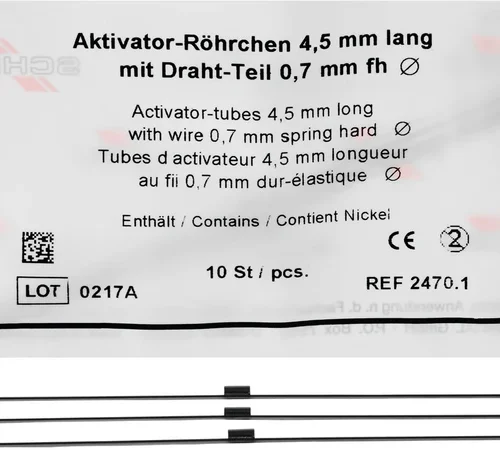 Aktivator-Röhrchen 4,5 mm lang
mit Draht-Teil 0,7 mm fh ∅
Activator-tubes 4,5 mm long
with wire 0,7 mm spring hard ∅
Tubes d activateur 4,5 mm longueur
au fil 0,7 mm dur-élastique ∅
Enthält / Contains / Contient Nickel
CE 2
10 St / pcs.
LOT 0217A
REF 2470.1